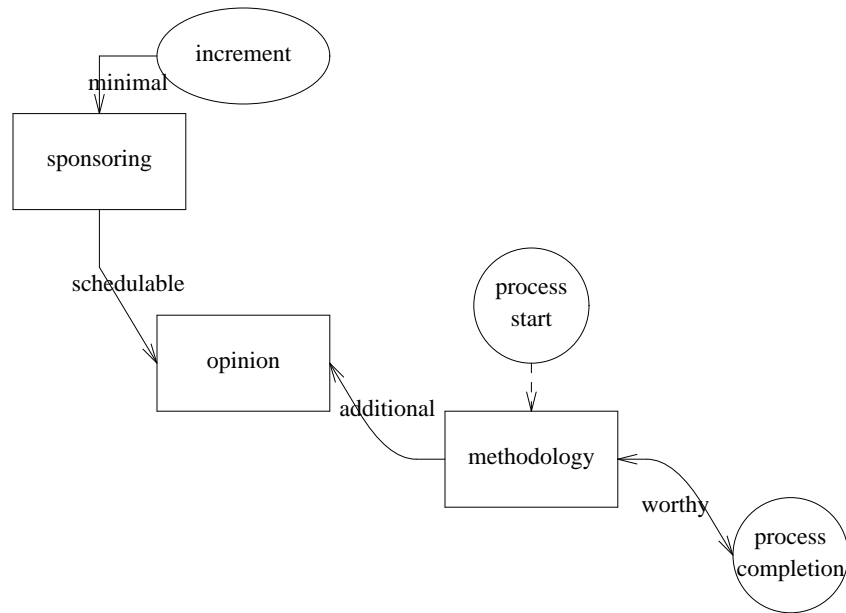 increment
minimal
sponsoring
schedulable
process
start
opinion
additional
methodology
worthy
process
completion